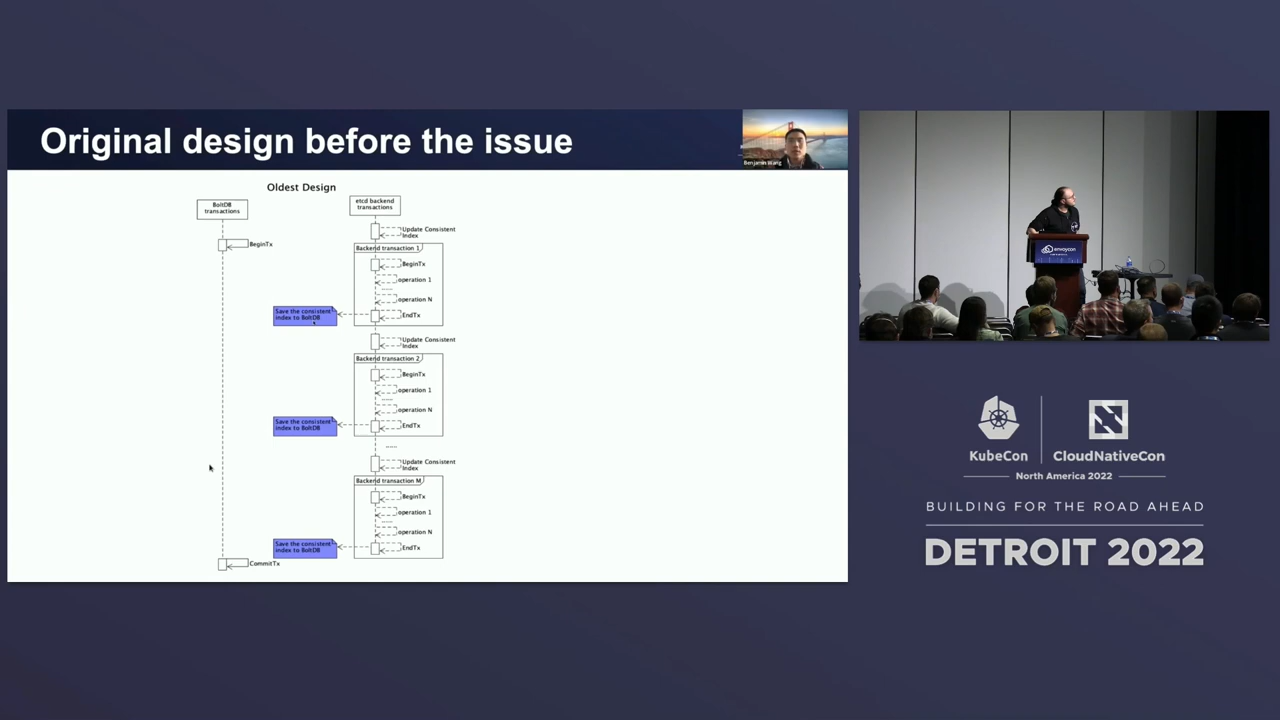 Original design before the issue
Benjamin Wang
Oldest Design
BoltDB
transactions
etcd backend
transactions
Update Consistent
Index
BeginTx
Backend transaction 1
BeginTx
operation 1
......
operation N
Save the consistent
index to BoltDB
EndTx
Update Consistent
Index
Backend transaction 2
BeginTx
operation 1
......
operation N
Save the consistent
index to BoltDB
EndTx
......
Update Consistent
Index
Backend transaction M
BeginTx
operation 1
......
operation N
Save the consistent
index to BoltDB
EndTx
CommitTx
envoycon
KubeCon
CloudNativeCon
North America 2022
BUILDING FOR THE ROAD AHEAD
DETROIT 2022